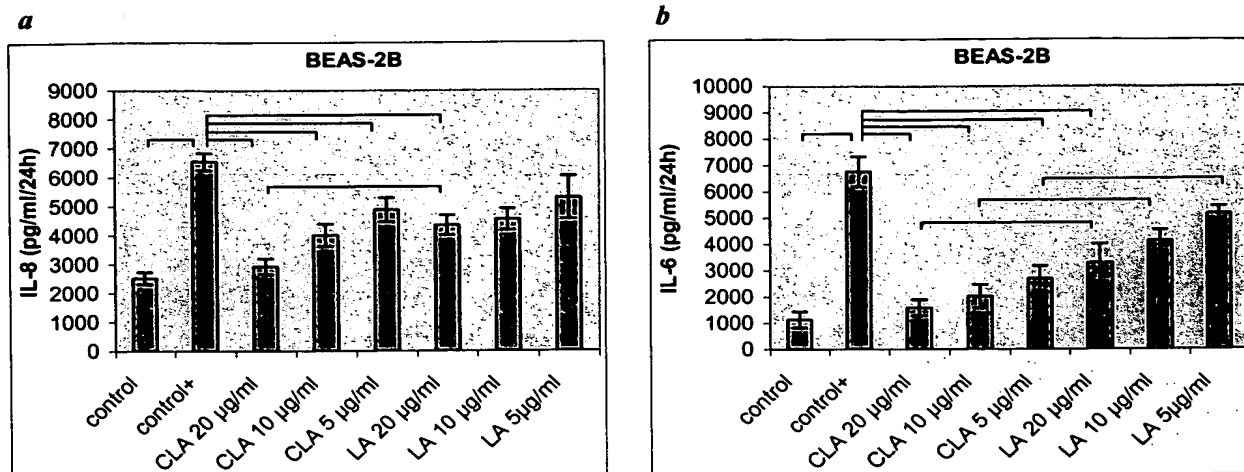 a
BEAS-2B
IL-8 (pg/ml/24h)
9000
8000
7000
6000
5000
4000
3000
2000
1000
0
control
control+
CLA 20 µg/ml
CLA 10 µg/ml
CLA 5 µg/ml
LA 20 µg/ml
LA 10 µg/ml
LA 5µg/ml
b
BEAS-2B
IL-6 (pg/ml/24h)
10000
9000
8000
7000
6000
5000
4000
3000
2000
1000
0
control
control+
CLA 20 µg/ml
CLA 10 µg/ml
CLA 5 µg/ml
LA 20 µg/ml
LA 10 µg/ml
LA 5µg/ml